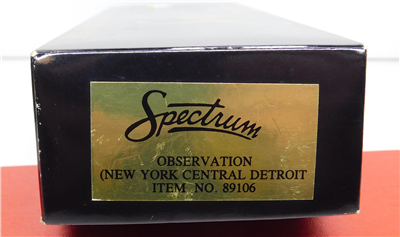 Spectrum
OBSERVATION
(NEW YORK CENTRAL DETROIT
ITEM NO. 89106